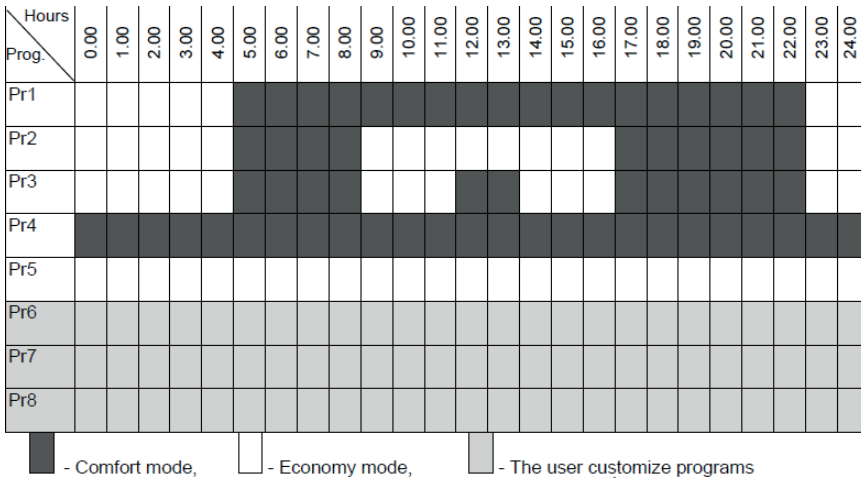 Hours
Prog.
0.00 1.00 2.00 3.00 4.00 5.00 6.00 7.00 8.00 9.00 10.00 11.00 12.00 13.00 14.00 15.00 16.00 17.00 18.00 19.00 20.00 21.00 22.00 23.00 24.00
Pr1
Pr2
Pr3
Pr4
Pr5
Pr6
Pr7
Pr8
- Comfort mode, - Economy mode, - The user customize programs